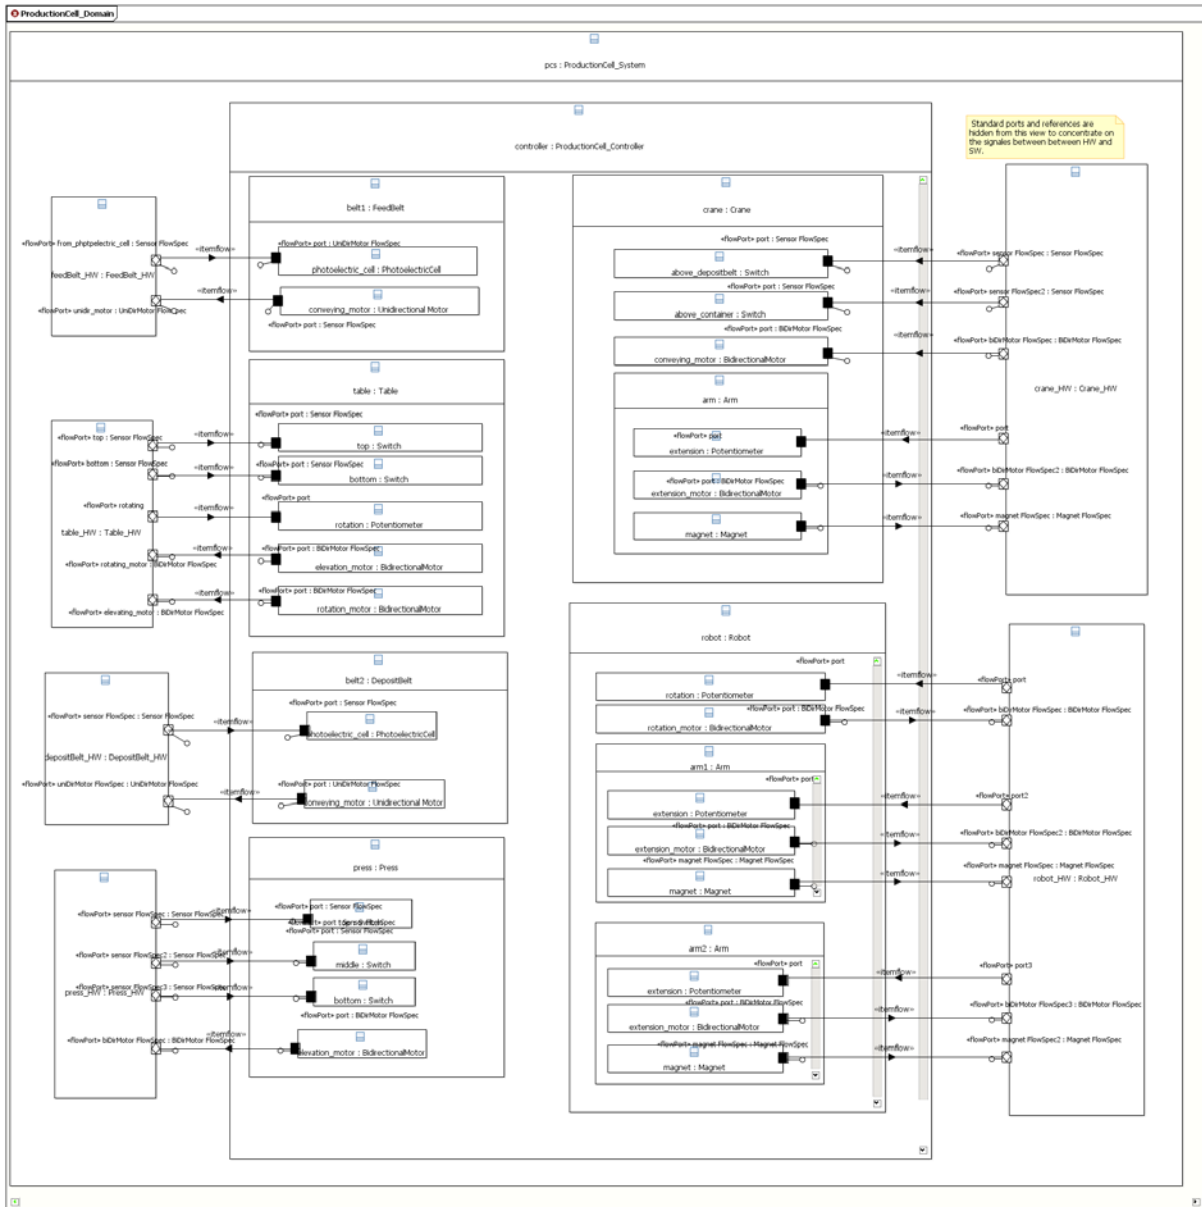 ProductionCell_Domain
pcs : ProductionCell_System
Standard ports and references are
hidden from this view to concentrate on
the signales between between HW and
SW.
controller : ProductionCell_Controller
«flowPort» from_phptpelectric_cell : Sensor FlowSpec
feedBelt_HW : FeedBelt_HW
«flowPort» unidir_motor : UniDirMotor FlowSpec
«itemflow»
«itemflow»
belt1 : FeedBelt
«flowPort» port : UniDirMotor FlowSpec
photoelectric_cell : PhotoelectricCell
conveying_motor : Unidirectional Motor
«flowPort» port : Sensor FlowSpec
«flowPort» top : Sensor FlowSpec
«flowPort» bottom : Sensor FlowSpec
«flowPort» rotating
table_HW : Table_HW
«flowPort» rotating_motor : BiDirMotor FlowSpec
«flowPort» elevating_motor : BiDirMotor FlowSpec
«itemflow»
«itemflow»
«itemflow»
«itemflow»
«itemflow»
table : Table
«flowPort» port : Sensor FlowSpec
top : Switch
«flowPort» port : Sensor FlowSpec
bottom : Switch
«flowPort» port
rotation : Potentiometer
«flowPort» port : BiDirMotor FlowSpec
elevation_motor : BidirectionalMotor
«flowPort» port : BiDirMotor FlowSpec
rotation_motor : BidirectionalMotor
«flowPort» sensor FlowSpec : Sensor FlowSpec
depositBelt_HW : DepositBelt_HW
«flowPort» uniDirMotor FlowSpec : UniDirMotor FlowSpec
«itemflow»
«itemflow»
belt2 : DepositBelt
«flowPort» port : Sensor FlowSpec
photoelectric_cell : PhotoelectricCell
«flowPort» port : UniDirMotor FlowSpec
conveying_motor : Unidirectional Motor
«flowPort» sensor FlowSpec : Sensor FlowSpec
«flowPort» sensor FlowSpec2 : Sensor FlowSpec
«flowPort» sensor FlowSpec3 : Sensor FlowSpec
press_HW : Press_HW
«flowPort» biDirMotor FlowSpec : BiDirMotor FlowSpec
«itemflow»
«itemflow»
«itemflow»
«itemflow»
press : Press
«flowPort» port : Sensor FlowSpec
«flowPort» port : Sensor FlowSpec
middle : Switch
bottom : Switch
«flowPort» port : BiDirMotor FlowSpec
elevation_motor : BidirectionalMotor
crane : Crane
«flowPort» port : Sensor FlowSpec
above_depositbelt : Switch
«flowPort» port : Sensor FlowSpec
above_container : Switch
«flowPort» port : BiDirMotor FlowSpec
conveying_motor : BidirectionalMotor
arm : Arm
«flowPort» port
extension : Potentiometer
«flowPort» port : BiDirMotor FlowSpec
extension_motor : BidirectionalMotor
magnet : Magnet
«itemflow»
«itemflow»
«itemflow»
«itemflow»
«itemflow»
«itemflow»
«flowPort» sensor FlowSpec : Sensor FlowSpec
«flowPort» sensor FlowSpec2 : Sensor FlowSpec
«flowPort» biDirMotor FlowSpec : BiDirMotor FlowSpec
crane_HW : Crane_HW
«flowPort» port
«flowPort» biDirMotor FlowSpec2 : BiDirMotor FlowSpec
«flowPort» magnet FlowSpec : Magnet FlowSpec
robot : Robot
«flowPort» port
rotation : Potentiometer
«flowPort» port : BiDirMotor FlowSpec
rotation_motor : BidirectionalMotor
arm1 : Arm
«flowPort» port
extension : Potentiometer
«flowPort» port : BiDirMotor FlowSpec
extension_motor : BidirectionalMotor
«flowPort» magnet FlowSpec : Magnet FlowSpec
magnet : Magnet
arm2 : Arm
«flowPort» port
extension : Potentiometer
«flowPort» port : BiDirMotor FlowSpec
extension_motor : BidirectionalMotor
«flowPort» magnet FlowSpec : Magnet FlowSpec
magnet : Magnet
«itemflow»
«itemflow»
«itemflow»
«itemflow»
«itemflow»
«itemflow»
«itemflow»
«itemflow»
«flowPort» port
«flowPort» biDirMotor FlowSpec : BiDirMotor FlowSpec
«flowPort» port2
«flowPort» biDirMotor FlowSpec2 : BiDirMotor FlowSpec
«flowPort» magnet FlowSpec : Magnet FlowSpec
robot_HW : Robot_HW
«flowPort» port3
«flowPort» biDirMotor FlowSpec3 : BiDirMotor FlowSpec
«flowPort» magnet FlowSpec2 : Magnet FlowSpec